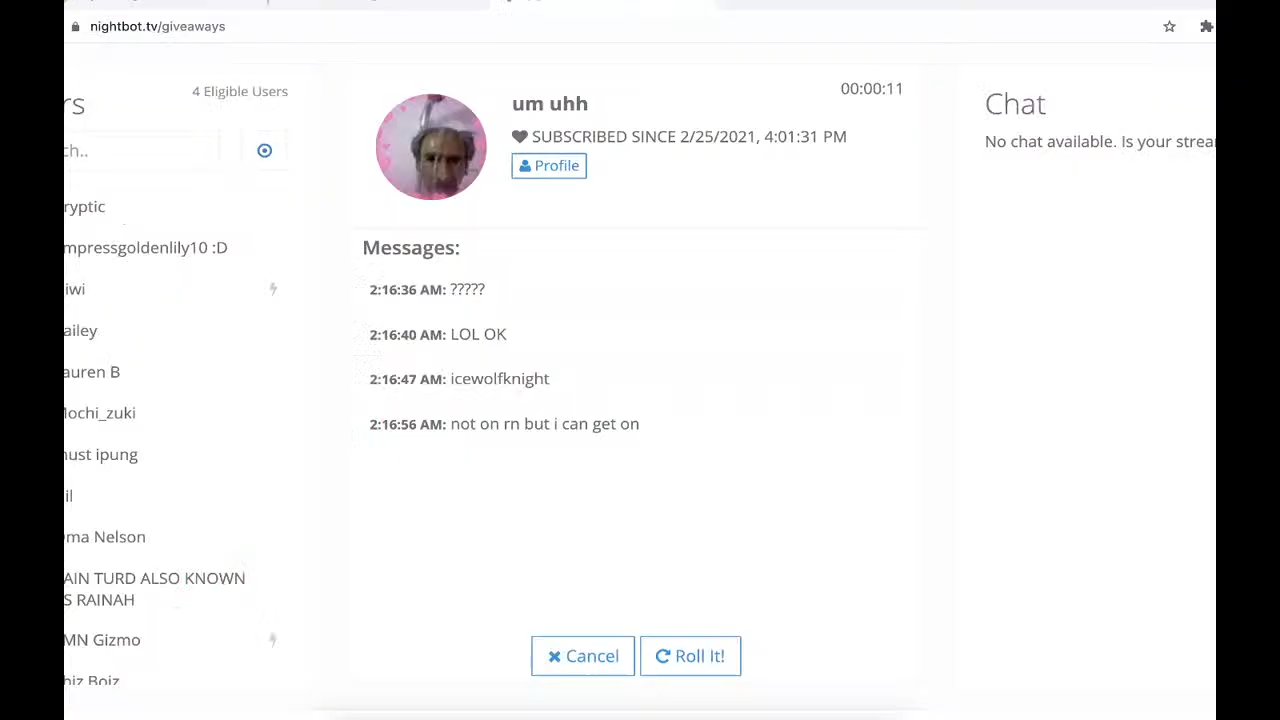 nightbot.tv/giveaways
4 Eligible Users
rs
ch..
ryptic
mpressgoldenlily10 :D
iwi
ailey
auren B
Mochi_zuki
nust ipung
il
ma Nelson
AIN TURD ALSO KNOWN
S RAINAH
MN Gizmo
hiz Boiz
00:00:11
um uhh
SUBSCRIBED SINCE 2/25/2021, 4:01:31 PM
Profile
Messages:
2:16:36 AM: ?????
2:16:40 AM: LOL OK
2:16:47 AM: icewolfknight
2:16:56 AM: not on rn but i can get on
Cancel
Roll It!
Chat
No chat available. Is your strea